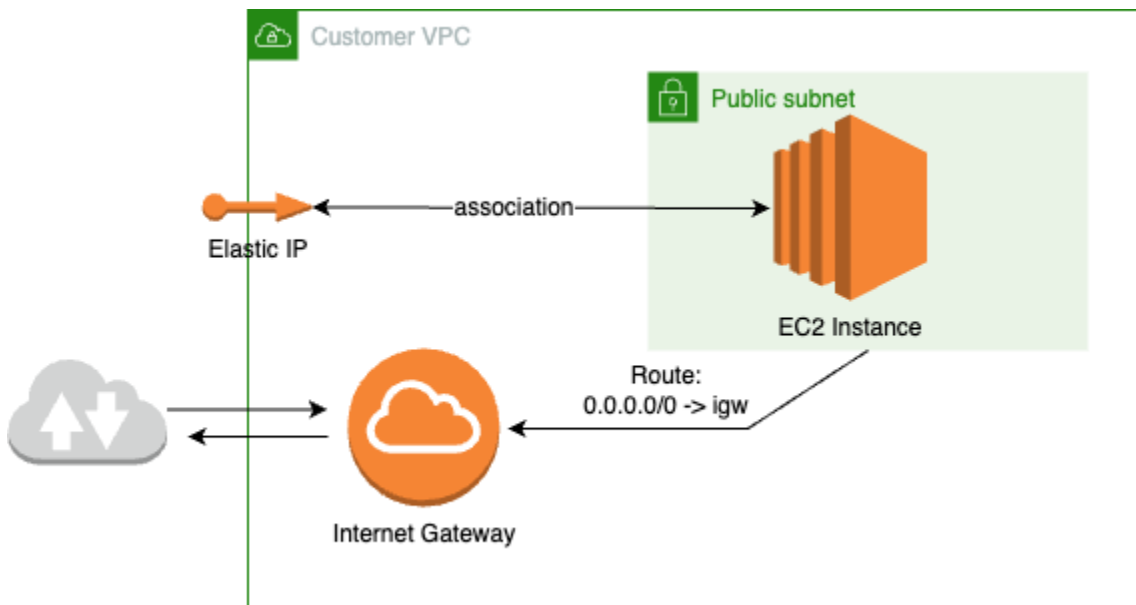 Customer VPC
Public subnet
association
Elastic IP
EC2 Instance
Route:
0.0.0.0/0 -> igw
Internet Gateway